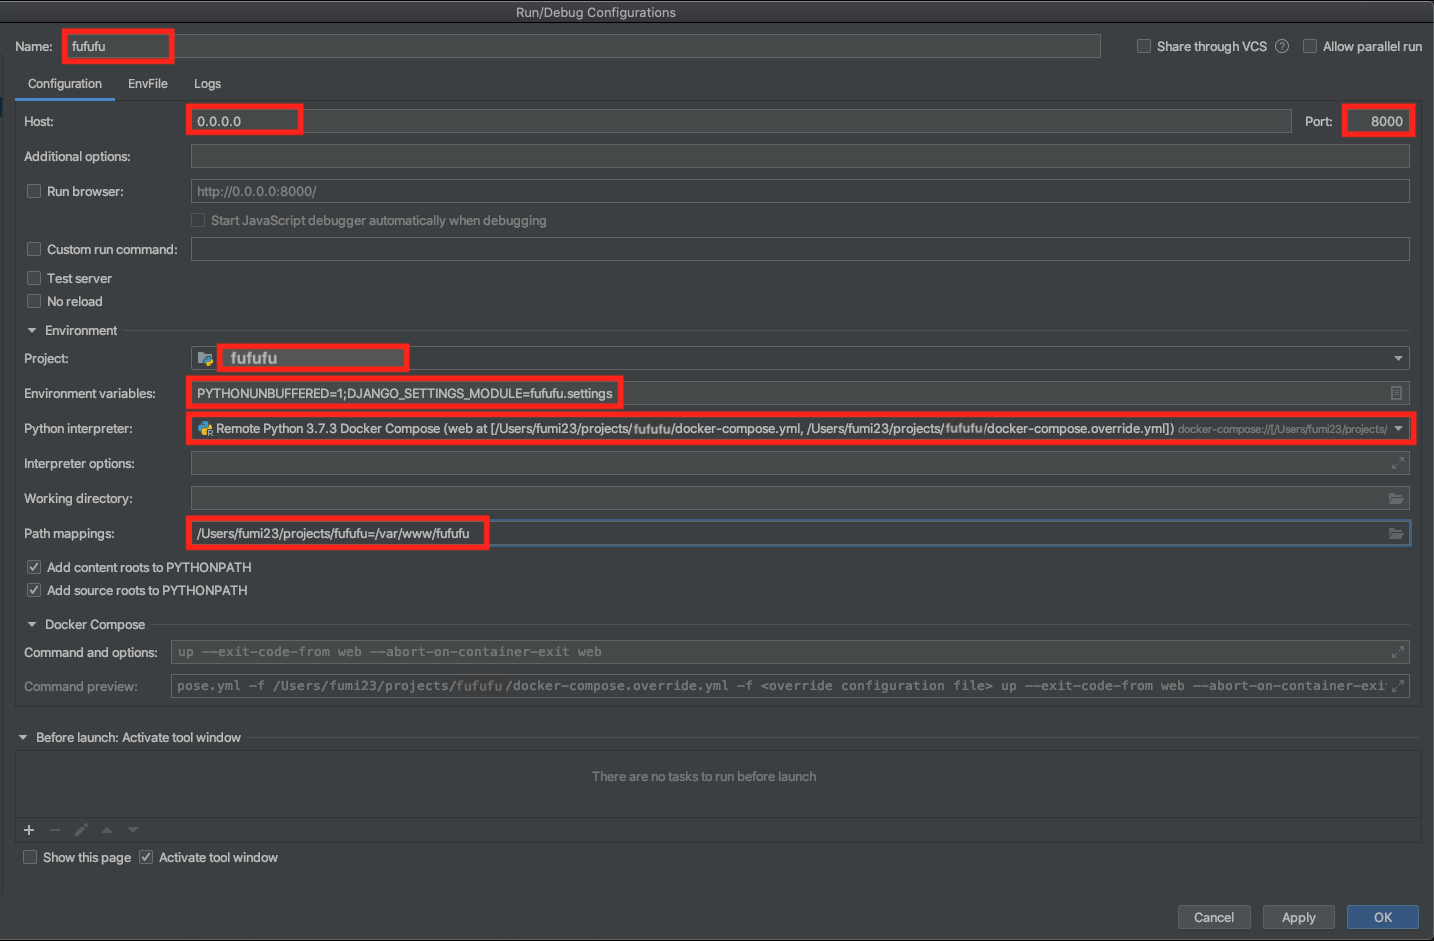 Run/Debug Configurations
Name: fufufu Share through VCS ? Allow parallel run
Configuration EnvFile Logs
Host: 0.0.0.0 Port: 8000
Additional options:
Run browser: http://0.0.0.0:8000/
Start JavaScript debugger automatically when debugging
Custom run command:
Test server
No reload
Environment
Project: fufufu
Environment variables: PYTHONUNBUFFERED=1;DJANGO_SETTINGS_MODULE=fufufu.settings
Python interpreter: Remote Python 3.7.3 Docker Compose (web at [/Users/fumi23/projects/fufufu/docker-compose.yml, /Users/fumi23/projects/fufufu/docker-compose.override.yml]) docker-compose://[/Users/fumi23/projects/
Interpreter options:
Working directory:
Path mappings: /Users/fumi23/projects/fufufu=/var/www/fufufu
Add content roots to PYTHONPATH
Add source roots to PYTHONPATH
Docker Compose
Command and options: up --exit-code-from web --abort-on-container-exit web
Command preview: pose.yml -f /Users/fumi23/projects/fufufu/docker-compose.override.yml -f <override configuration file> up --exit-code-from web --abort-on-container-exi
Before launch: Activate tool window
There are no tasks to run before launch
Show this page Activate tool window
Cancel Apply OK